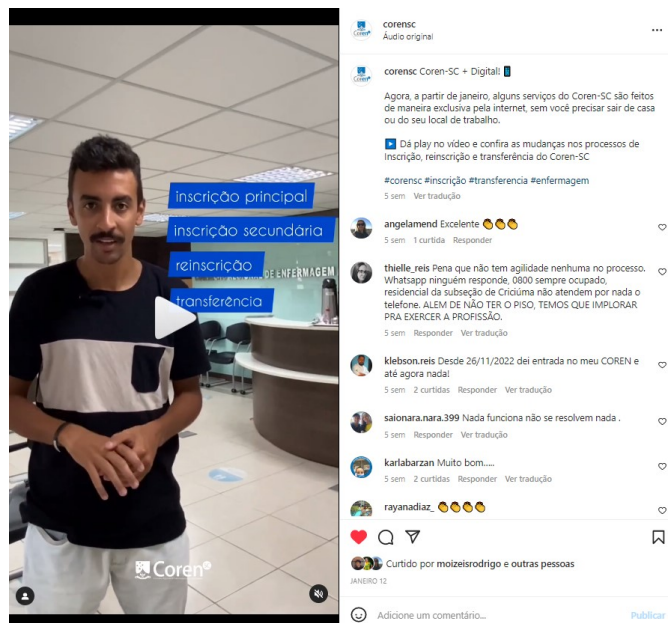 inscrição principal
inscrição secundária
reinscrição
DE ENFERMAGEM
transferência
Coren
corensc
Áudio original
corensc Coren-SC + Digital!
Agora, a partir de janeiro, alguns serviços do Coren-SC são feitos
de maneira exclusiva pela internet, sem você precisar sair de casa
ou do seu local de trabalho.
Dá play no vídeo e confira as mudanças nos processos de
Inscrição, reinscrição e transferência do Coren-SC
#corensc #inscrição #transferencia #enfermagem
5 sem Ver tradução
angelamend Excelente 👏👏👏
5 sem 1 curtida Responder
thielle_reis Pena que não tem agilidade nenhuma no processo.
Whatsapp ninguém responde, 0800 sempre ocupado,
residencial da subseção de Criciúma não atendem por nada o
telefone. ALEM DE NÃO TER O PISO, TEMOS QUE IMPLORAR
PRA EXERCER A PROFISSÃO.
5 sem Responder Ver tradução
klebson.reis Desde 26/11/2022 dei entrada no meu COREN e
até agora nada!
5 sem 2 curtidas Responder Ver tradução
saionara.nara.399 Nada funciona não se resolvem nada .
5 sem Responder Ver tradução
karlabarzan Muito bom.....
5 sem 2 curtidas Responder Ver tradução
rayanadiaz_ 👏👏👏👏
Curtido por moizeisrodrigo e outras pessoas
JANEIRO 12
Adicione um comentário...
Publicar